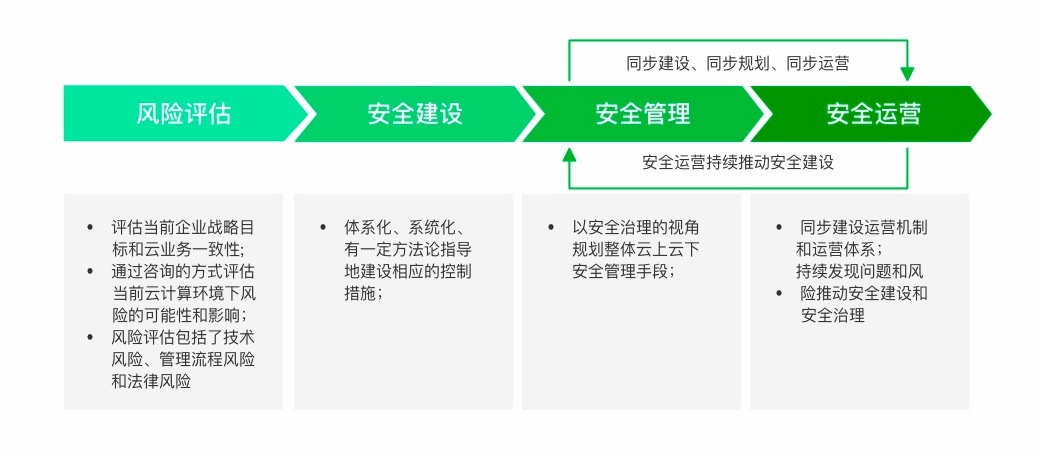 同步建设、同步规划、同步运营
风险评估
安全建设
安全管理
安全运营
安全运营持续推动安全建设
• 评估当前企业战略目
标和云业务一致性;
• 通过咨询的方式评估
当前云计算环境下风
险的可能性和影响；
• 风险评估包括了技术
风险、管理流程风险
和法律风险
• 体系化、系统化、
有一定方法论指导
地建设相应的控制
措施；
• 以安全治理的视角
规划整体云上云下
安全管理手段；
• 同步建设运营机制
和运营体系；
持续发现问题和风
• 险推动安全建设和
安全治理